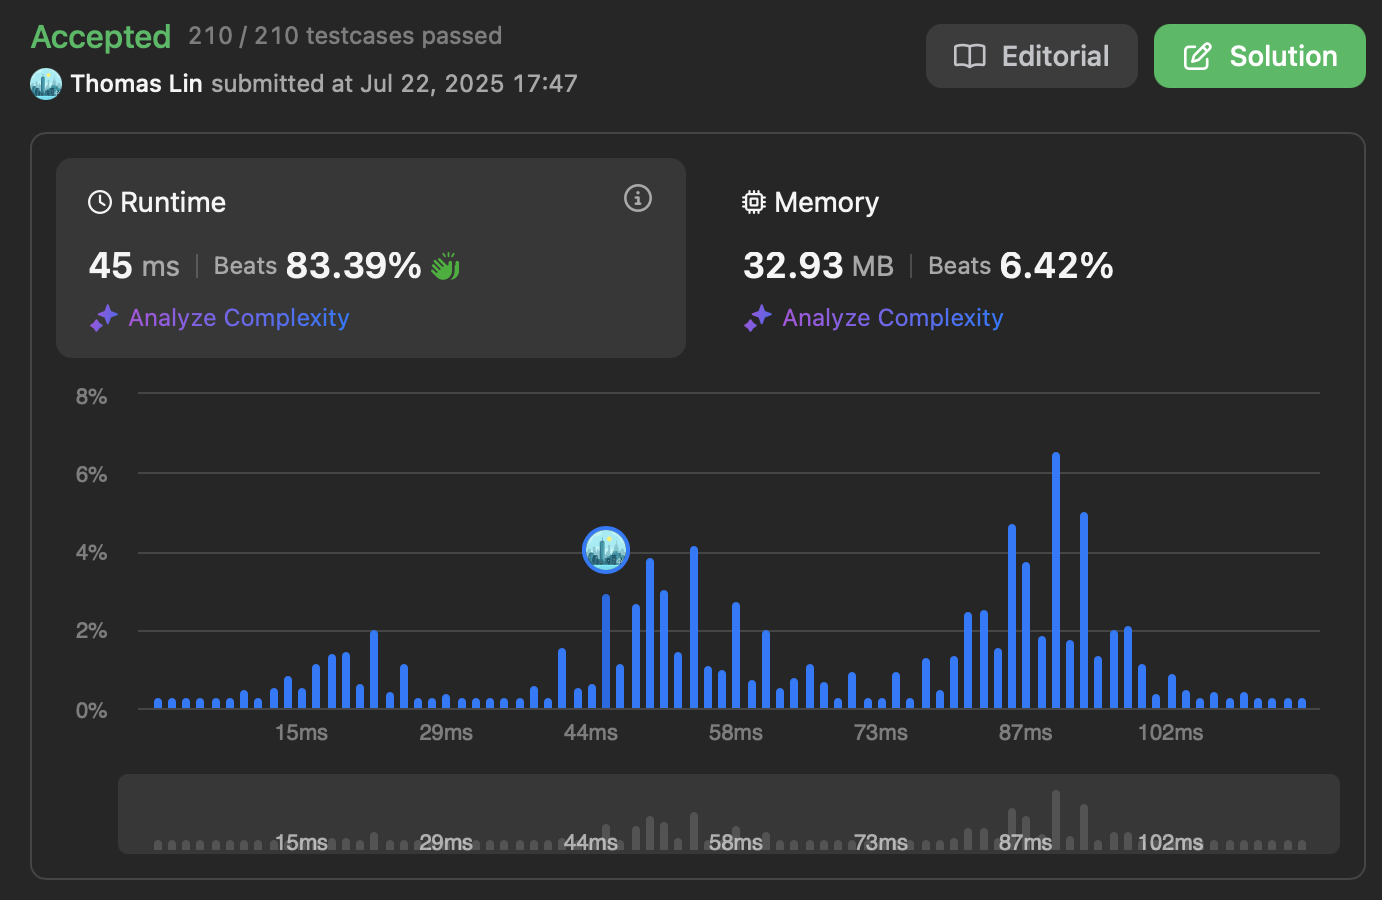 Accepted 210 / 210 testcases passed
Thomas Lin submitted at Jul 22, 2025 17:47
Editorial
Solution
Runtime
45 ms | Beats 83.39%
Analyze Complexity
Memory
32.93 MB | Beats 6.42%
Analyze Complexity
8%
6%
4%
2%
0%
15ms 29ms 44ms 58ms 73ms 87ms 102ms
15ms 29ms 44ms 58ms 73ms 87ms 102ms